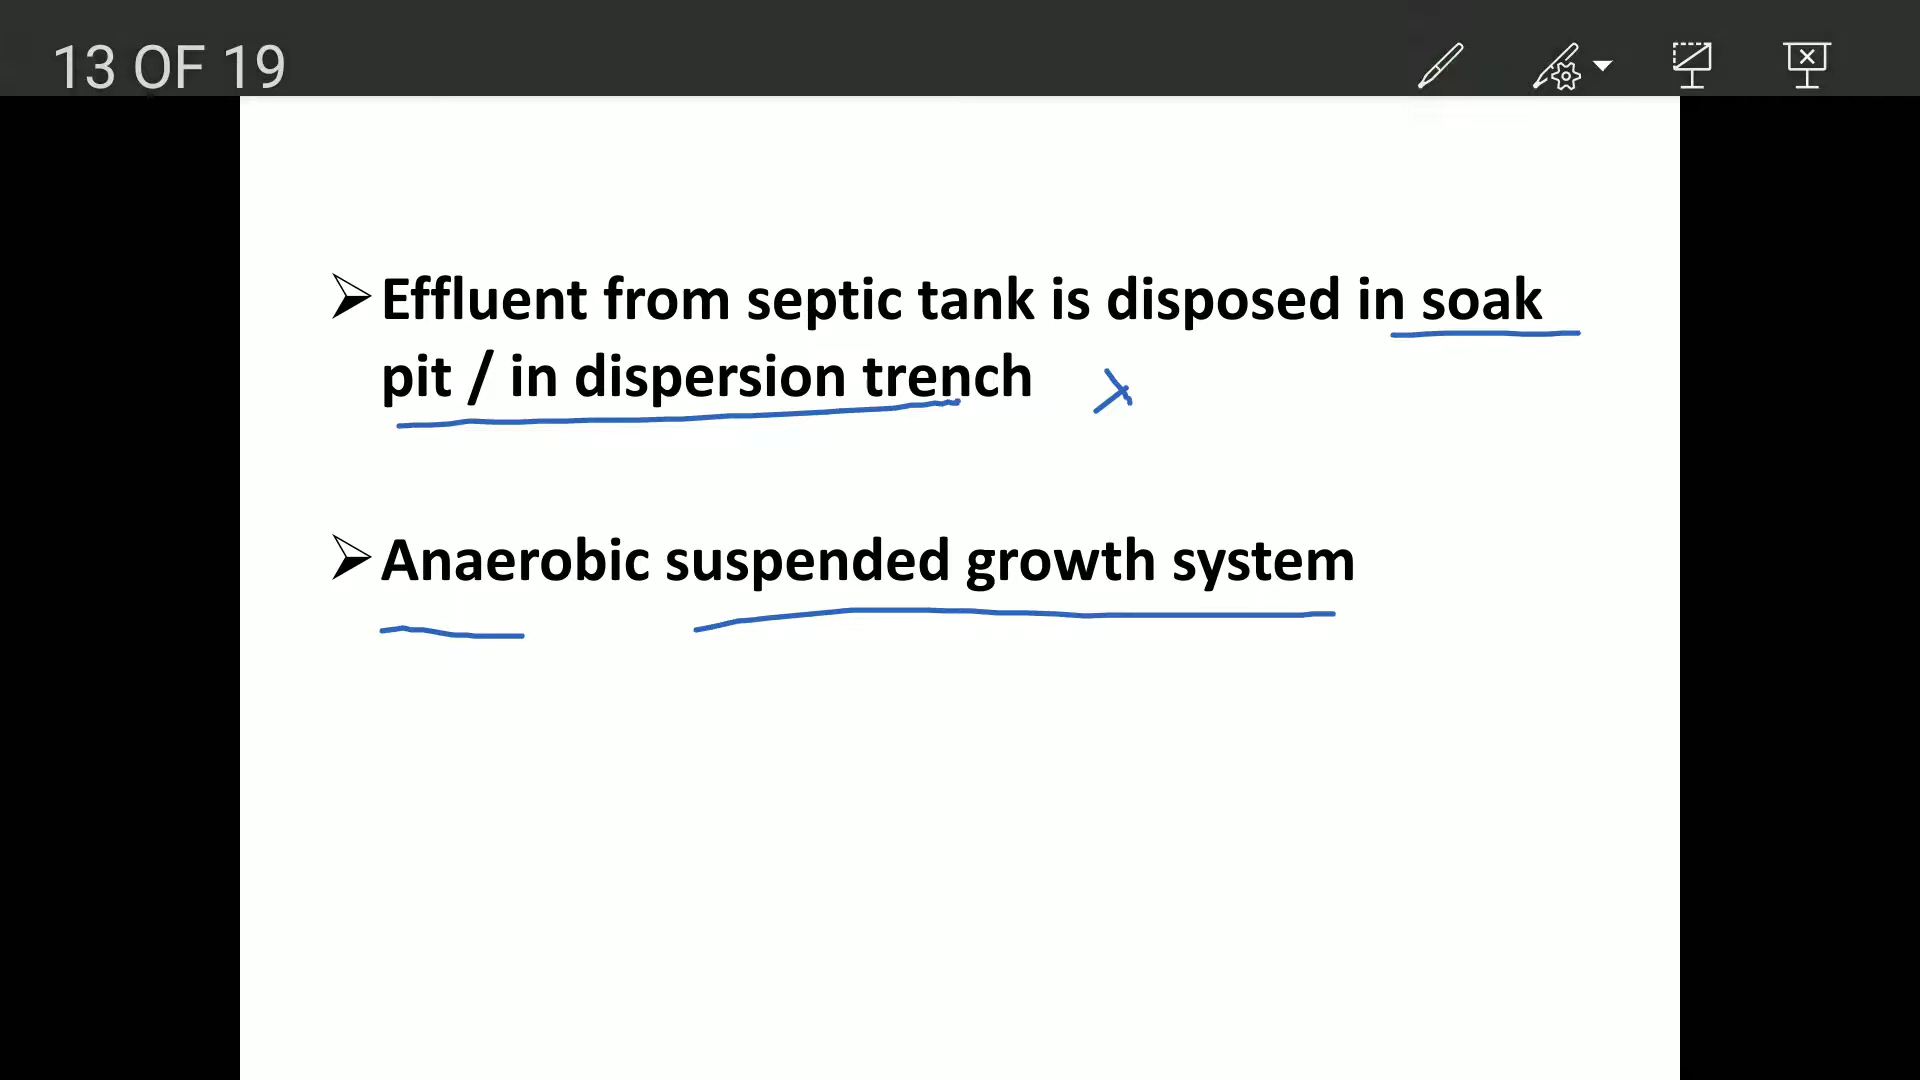 13 OF 19
➢Effluent from septic tank is disposed in soak
pit / in dispersion trench
➢Anaerobic suspended growth system